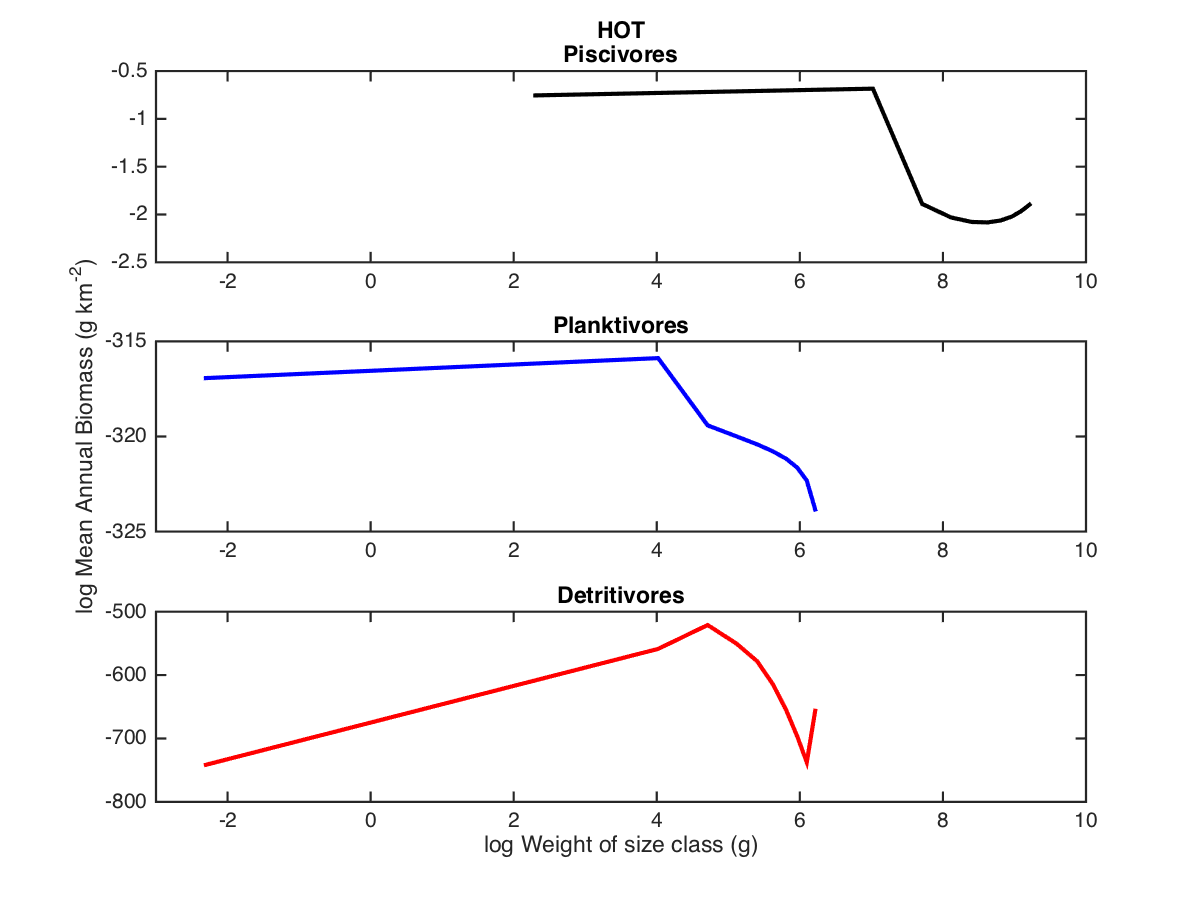 HOT
Piscivores
-0.5
-1
-1.5
-2
-2.5
-2 0 2 4 6 8 10
Planktivores
-315
-320
-325
-2 0 2 4 6 8 10
log Mean Annual Biomass (g km⁻²)
Detritivores
-500
-600
-700
-800
-2 0 2 4 6 8 10
log Weight of size class (g)